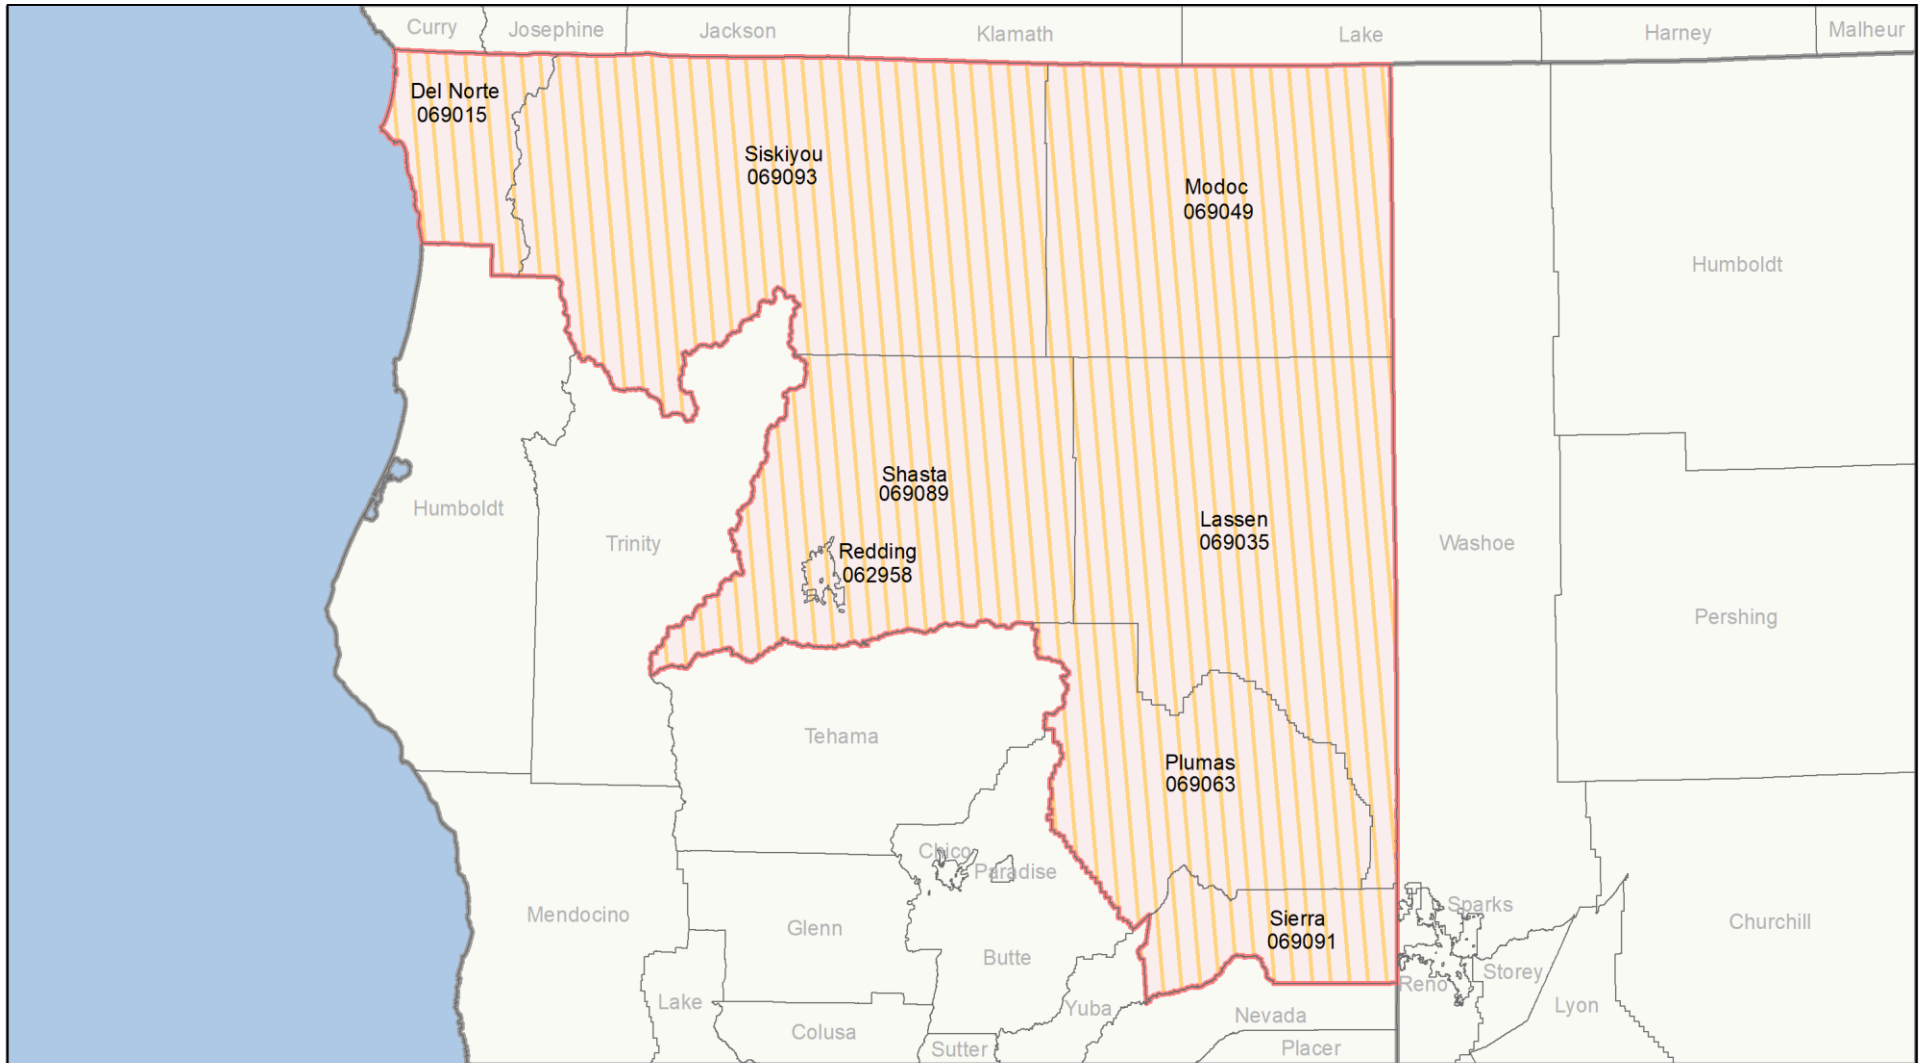 Curry
Josephine
Jackson
Klamath
Lake
Harney
Malheur
Del Norte
069015
Siskiyou
069093
Modoc
069049
Humboldt
Shasta
069089
Humboldt
Trinity
Lassen
069035
Washoe
Redding
062958
Pershing
Tehama
Plumas
069063
Chico
Paradise
Mendocino
Glenn
Sierra
069091
Sparks
Churchill
Butte
Storey
Reno
Lake
Yuba
Nevada
Lyon
Colusa
Sutter
Placer